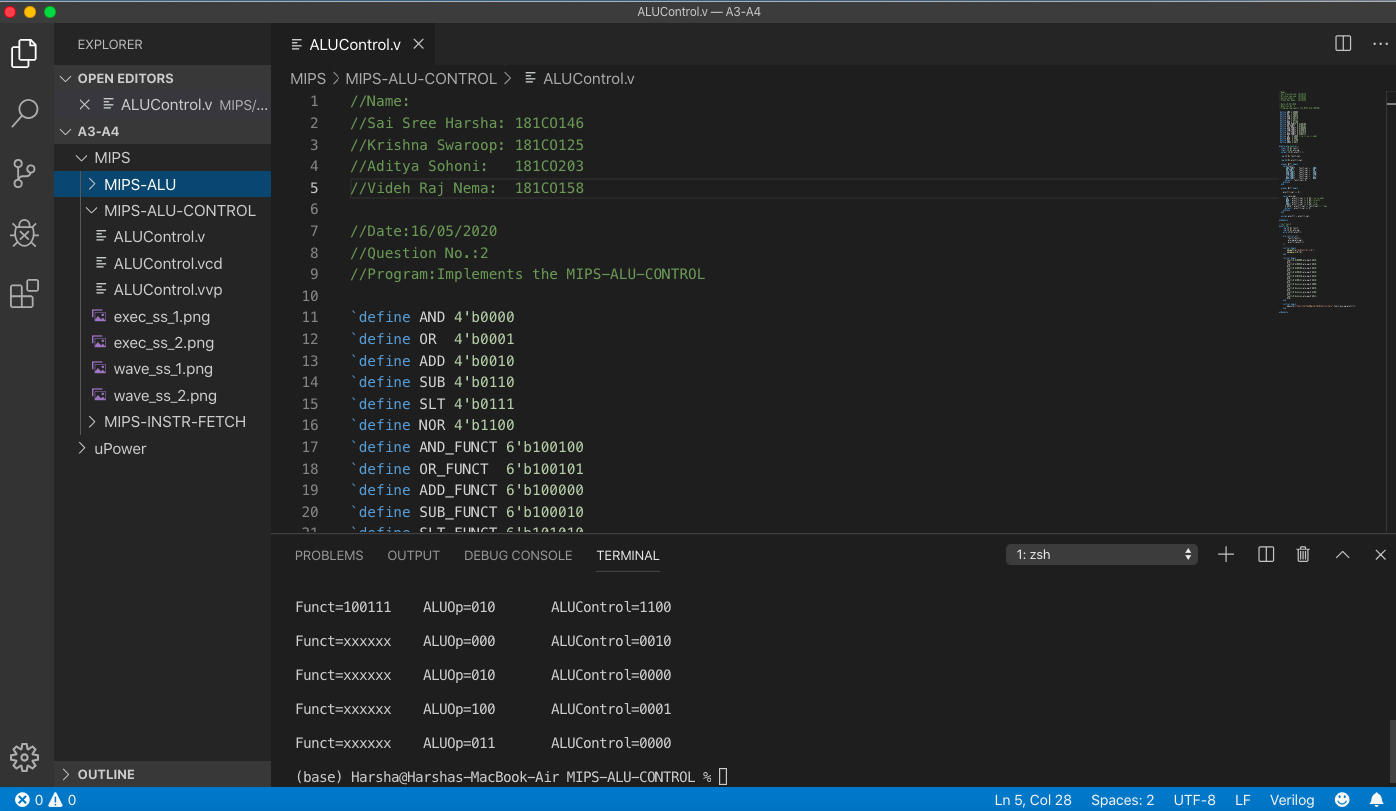 ALUControl.v — A3-A4
EXPLORER
OPEN EDITORS
ALUControl.v MIPS/...
A3-A4
MIPS
MIPS-ALU
MIPS-ALU-CONTROL
ALUControl.v
ALUControl.vcd
ALUControl.vvp
exec_ss_1.png
exec_ss_2.png
wave_ss_1.png
wave_ss_2.png
MIPS-INSTR-FETCH
uPower
OUTLINE
ALUControl.v
MIPS > MIPS-ALU-CONTROL > ALUControl.v
1 //Name:
2 //Sai Sree Harsha: 181CO146
3 //Krishna Swaroop: 181CO125
4 //Aditya Sohoni: 181CO203
5 //Videh Raj Nema: 181CO158
6
7 //Date:16/05/2020
8 //Question No.:2
9 //Program:Implements the MIPS-ALU-CONTROL
10
11 `define AND 4'b0000
12 `define OR 4'b0001
13 `define ADD 4'b0010
14 `define SUB 4'b0110
15 `define SLT 4'b0111
16 `define NOR 4'b1100
17 `define AND_FUNCT 6'b100100
18 `define OR_FUNCT 6'b100101
19 `define ADD_FUNCT 6'b100000
20 `define SUB_FUNCT 6'b100010
21 `define SLT_FUNCT 6'b101010
PROBLEMS OUTPUT DEBUG CONSOLE TERMINAL 1: zsh
Funct=100111 ALUOp=010 ALUControl=1100
Funct=xxxxxx ALUOp=000 ALUControl=0010
Funct=xxxxxx ALUOp=010 ALUControl=0000
Funct=xxxxxx ALUOp=100 ALUControl=0001
Funct=xxxxxx ALUOp=011 ALUControl=0000
(base) Harsha@Harshas-MacBook-Air MIPS-ALU-CONTROL %
0 0 Ln 5, Col 28 Spaces: 2 UTF-8 LF Verilog